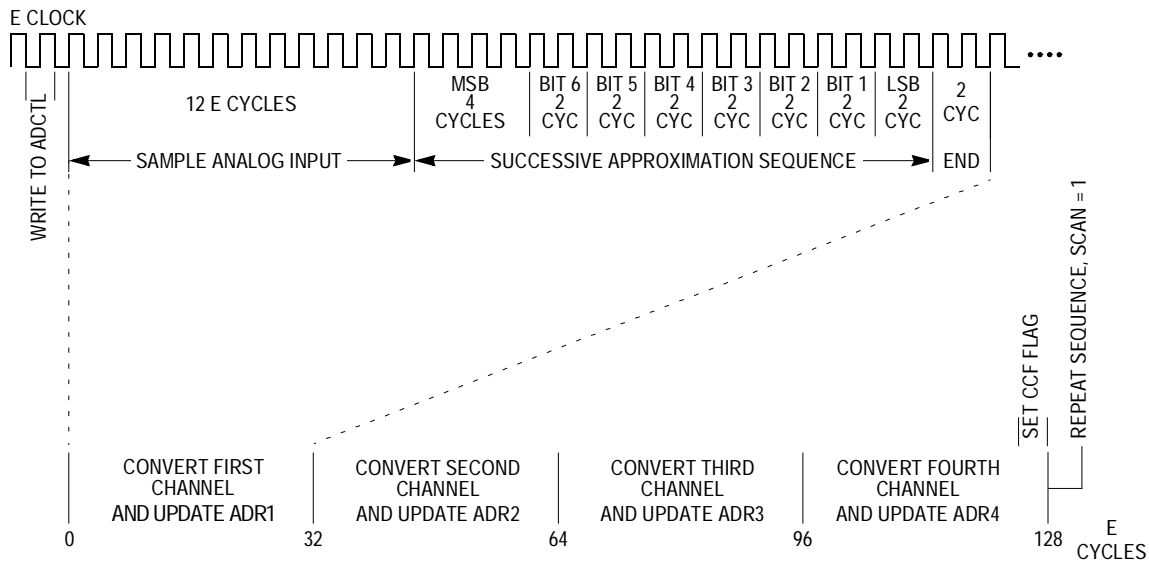 E CLOCK
WRITE TO ADCTL
12 E CYCLES
MSB
4
CYCLES
BIT 6
2
CYC
BIT 5
2
CYC
BIT 4
2
CYC
BIT 3
2
CYC
BIT 2
2
CYC
BIT 1
2
CYC
LSB
2
CYC
2
CYC
SAMPLE ANALOG INPUT
SUCCESSIVE APPROXIMATION SEQUENCE
END
SET CCF FLAG
REPEAT SEQUENCE, SCAN = 1
CONVERT FIRST
CHANNEL
AND UPDATE ADR1
CONVERT SECOND
CHANNEL
AND UPDATE ADR2
CONVERT THIRD
CHANNEL
AND UPDATE ADR3
CONVERT FOURTH
CHANNEL
AND UPDATE ADR4
0
32
64
96
128
E
CYCLES